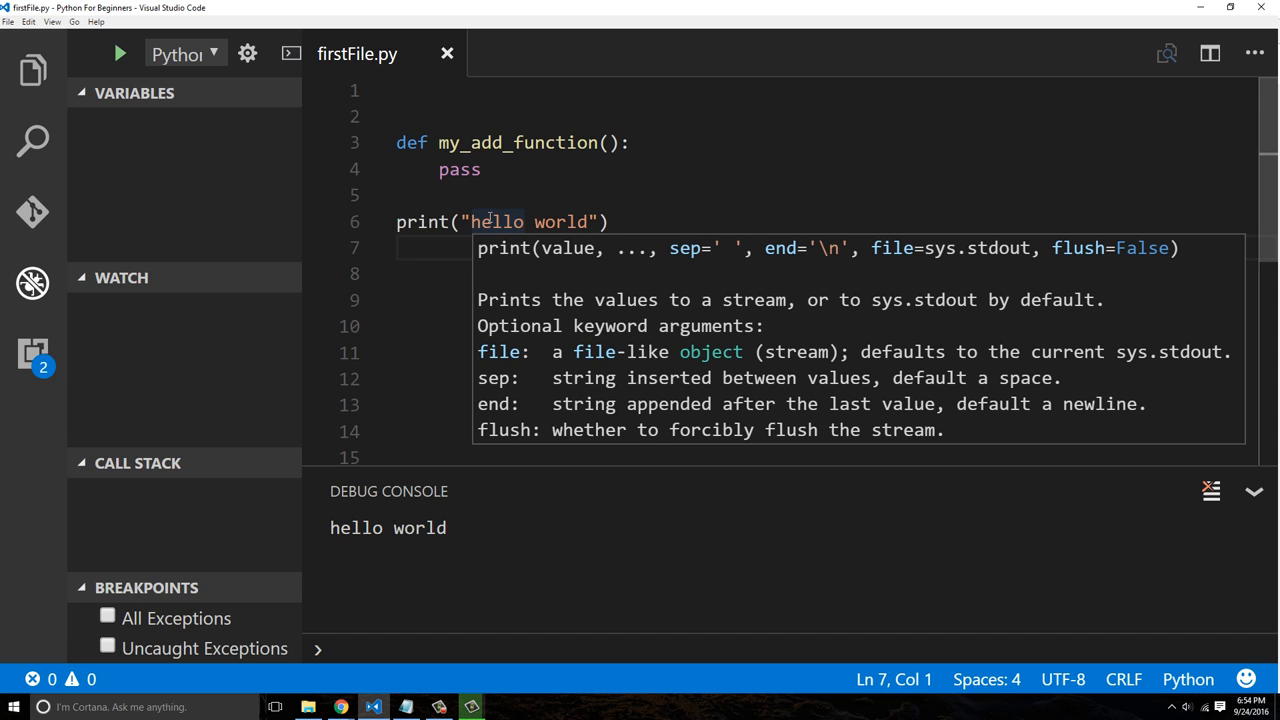 firstFile.py - Python For Beginners - Visual Studio Code
File Edit View Go Help
VARIABLES
WATCH
CALL STACK
BREAKPOINTS
All Exceptions
Uncaught Exceptions
2
firstFile.py
1
2
3 def my_add_function():
4 pass
5
6 print("hello world")
7
8
9
10
11
12
13
14
15
print(value, ..., sep=' ', end='\n', file=sys.stdout, flush=False)
Prints the values to a stream, or to sys.stdout by default.
Optional keyword arguments:
file: a file-like object (stream); defaults to the current sys.stdout.
sep: string inserted between values, default a space.
end: string appended after the last value, default a newline.
flush: whether to forcibly flush the stream.
DEBUG CONSOLE
hello world
0 0 Ln 7, Col 1 Spaces: 4 UTF-8 CRLF Python
I'm Cortana. Ask me anything.
6:54 PM
9/24/2016